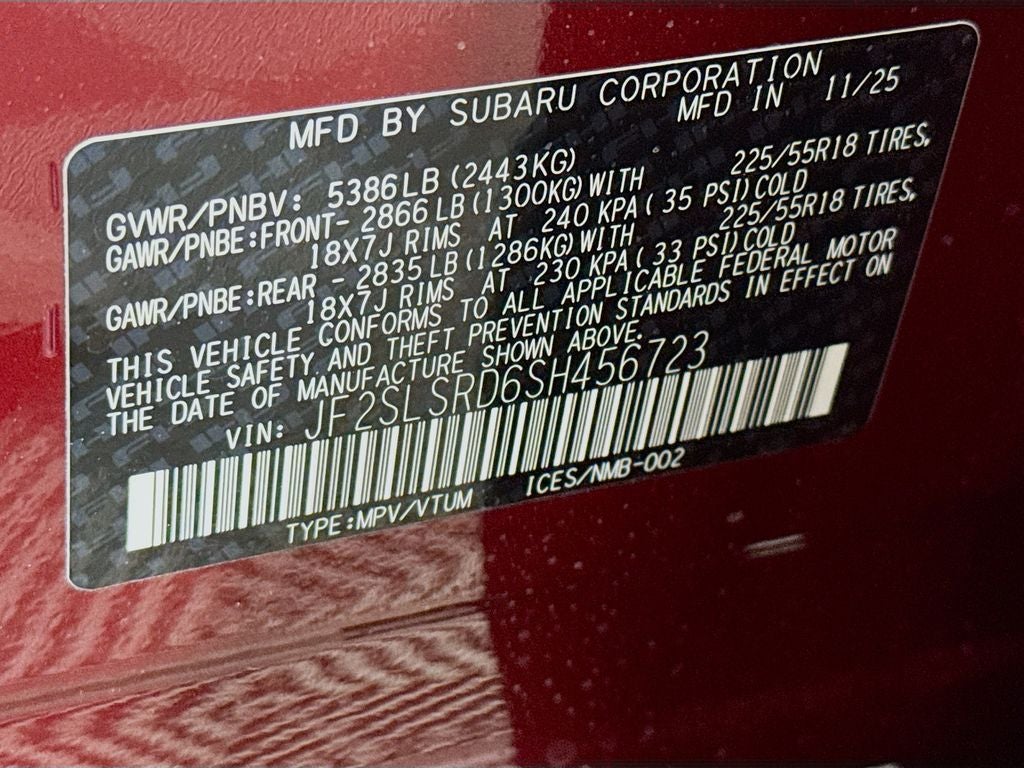 MFD BY SUBARU CORPORATION
MFD IN 11/25
GVWR/PNBV: 5386LB(2443KG)
GAWR/PNBE:FRONT- 2866LB(1300KG)WITH 225/55R18 TIRES,
18X7J RIMS AT 240 KPA( 35 PSI)COLD
GAWR/PNBE:REAR - 2835LB(1286KG)WITH 225/55R18 TIRES,
18X7J RIMS AT 230 KPA( 33 PSI)COLD
THIS VEHICLE CONFORMS TO ALL APPLICABLE FEDERAL MOTOR
VEHICLE SAFETY AND THEFT PREVENTION STANDARDS IN EFFECT ON
THE DATE OF MANUFACTURE SHOWN ABOVE.
VIN: JF2SLSRD6SH456723
TYPE:MPV/VTUM ICES/NMB-002